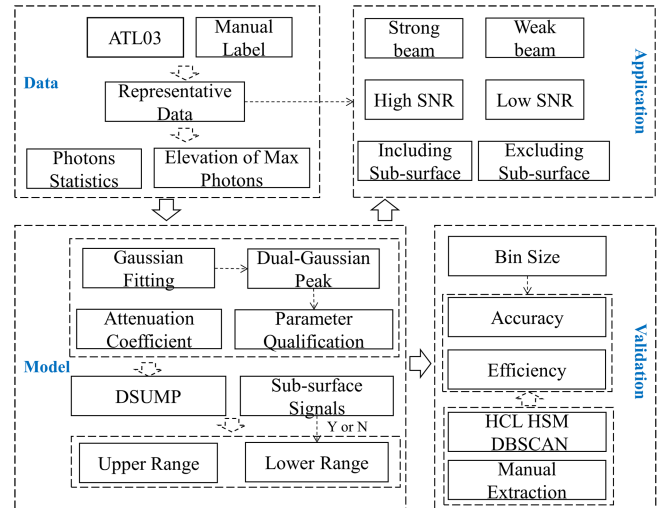 Data
ATL03
Manual
Label
Representative
Data
Photons
Statistics
Elevation of Max
Photons
Application
Strong
beam
Weak
beam
High SNR
Low SNR
Including
Sub-surface
Excluding
Sub-surface
Model
Gaussian
Fitting
Dual-Gaussian
Peak
Attenuation
Coefficient
Parameter
Qualification
DSUMP
Sub-surface
Signals
Y or N
Upper Range
Lower Range
Validation
Bin Size
Accuracy
Efficiency
HCL HSM
DBSCAN
Manual
Extraction